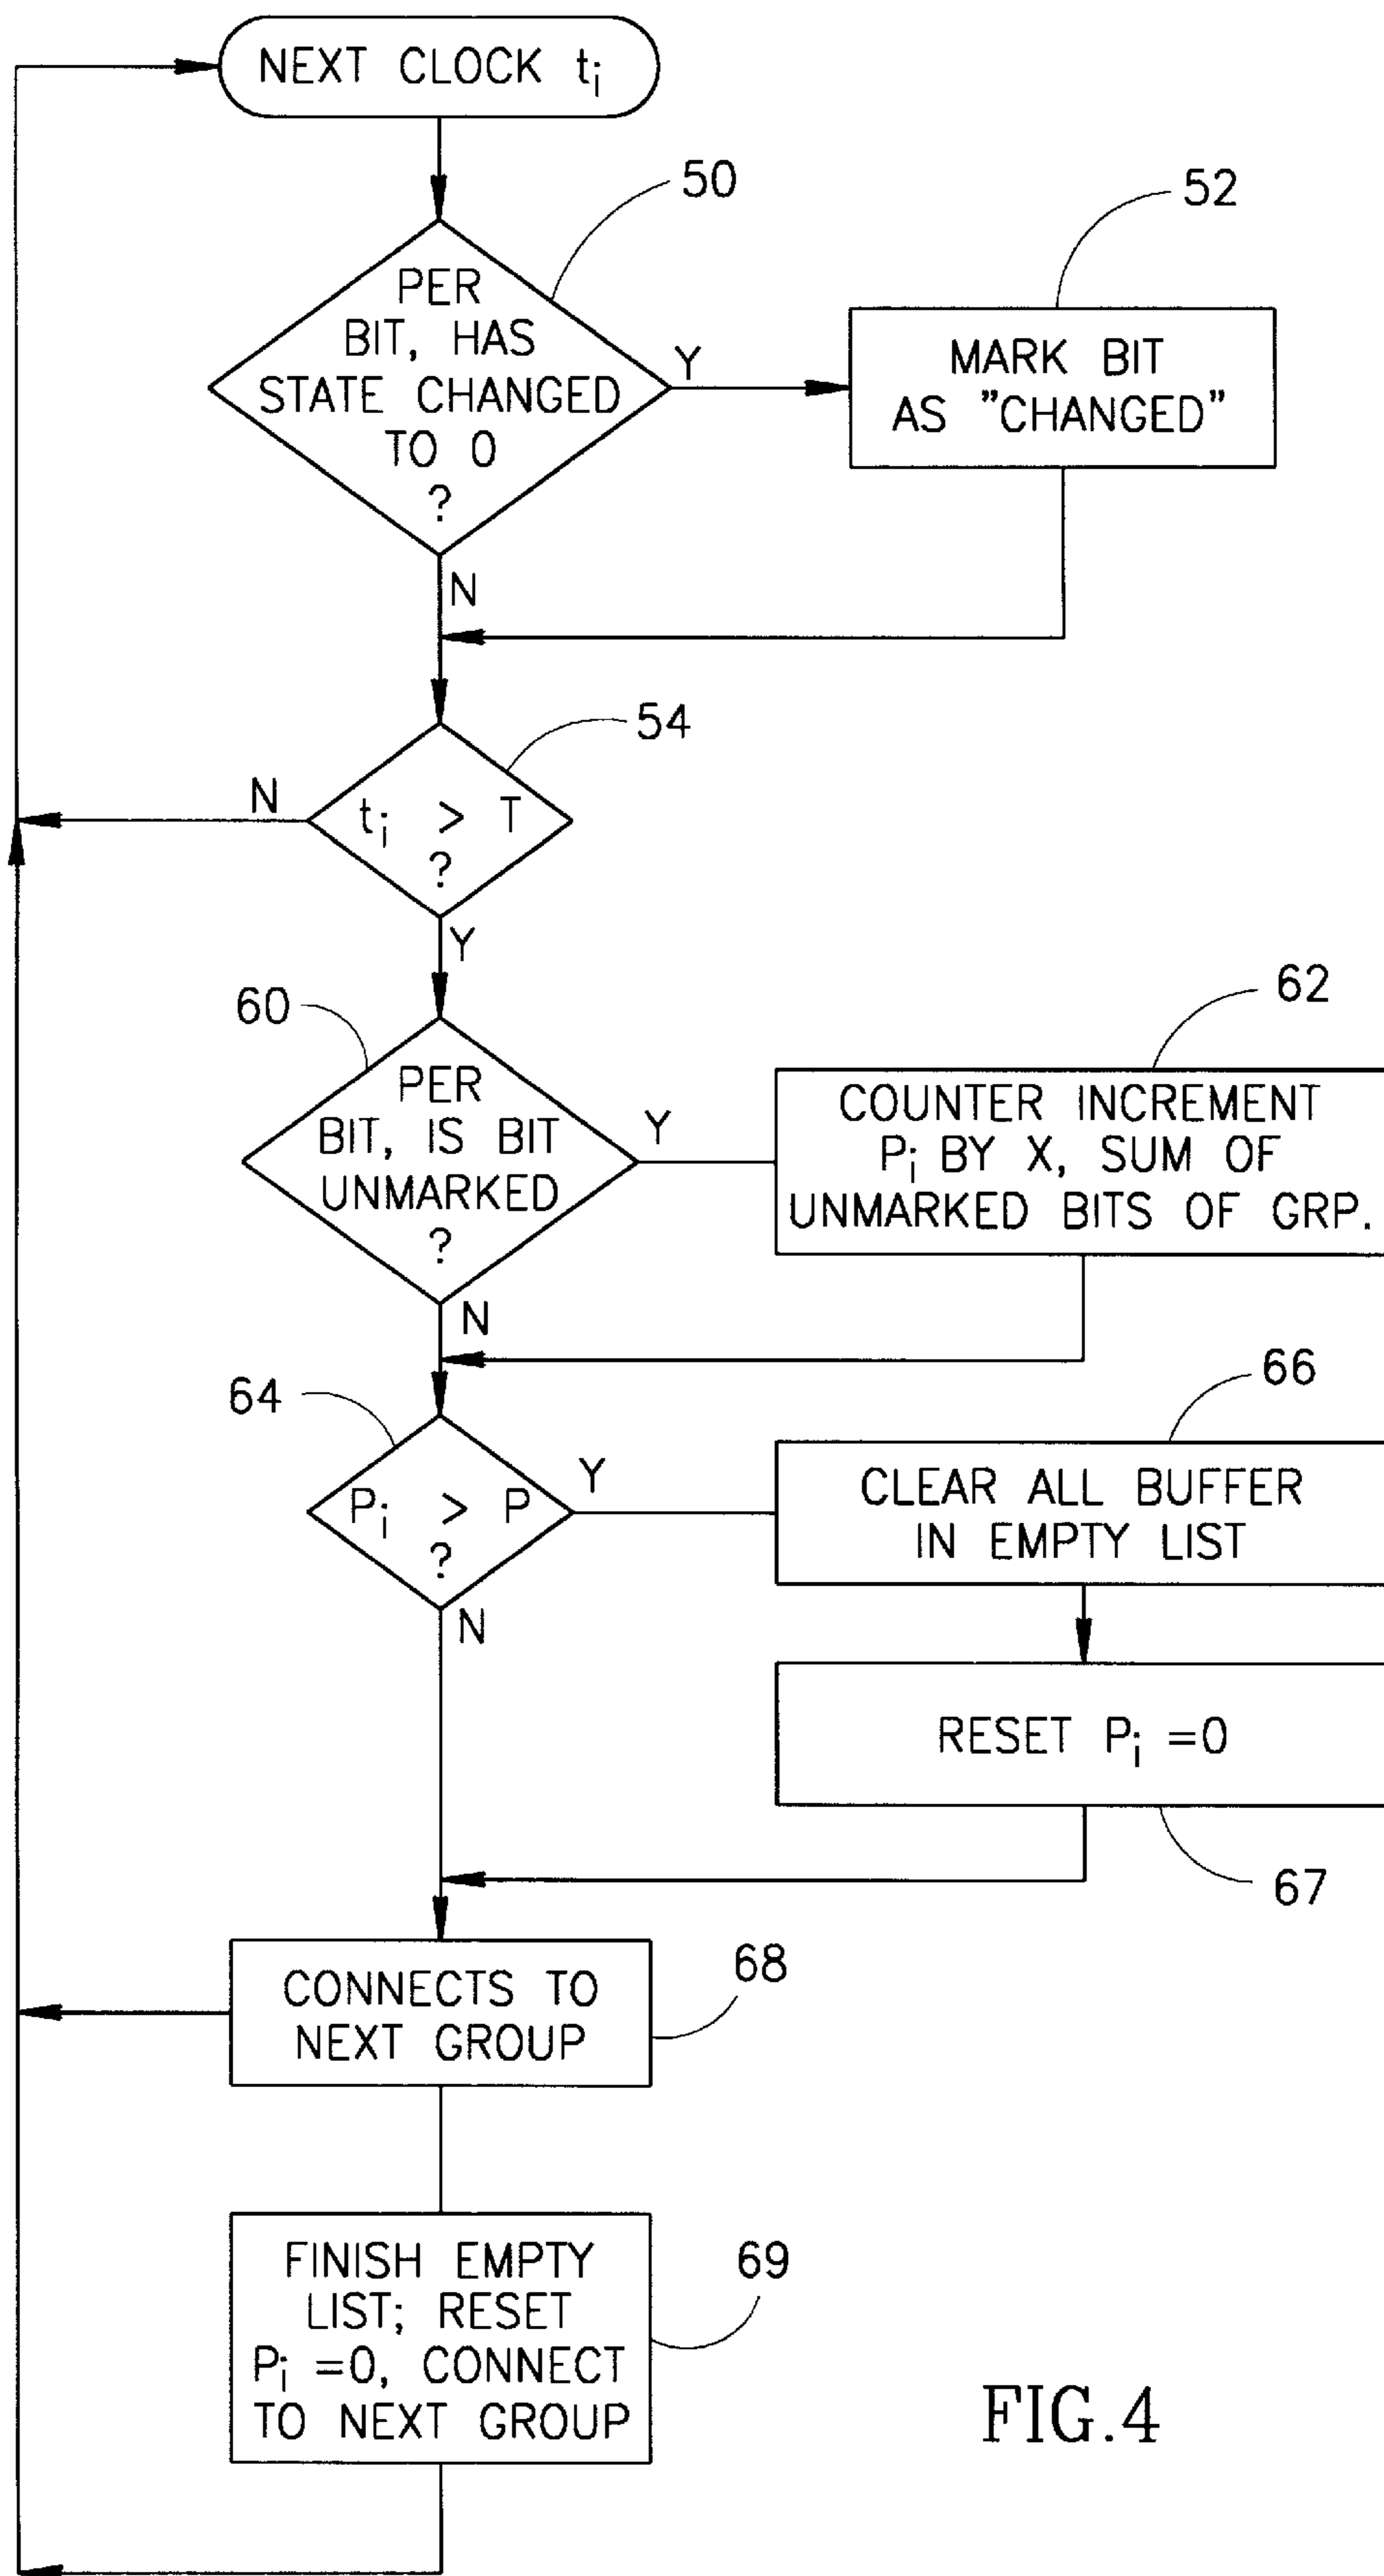 NEXT CLOCK ti
50
52
PER
BIT, HAS
STATE CHANGED
TO 0
?
Y
MARK BIT
AS "CHANGED"
N
54
N
ti > T
?
Y
60
62
PER
BIT, IS BIT
UNMARKED
?
Y
COUNTER INCREMENT
Pi BY X, SUM OF
UNMARKED BITS OF GRP.
N
64
66
Pi > P
?
Y
CLEAR ALL BUFFER
IN EMPTY LIST
N
RESET Pi =0
67
CONNECTS TO
NEXT GROUP
68
FINISH EMPTY
LIST; RESET
Pi =0, CONNECT
TO NEXT GROUP
69
FIG.4